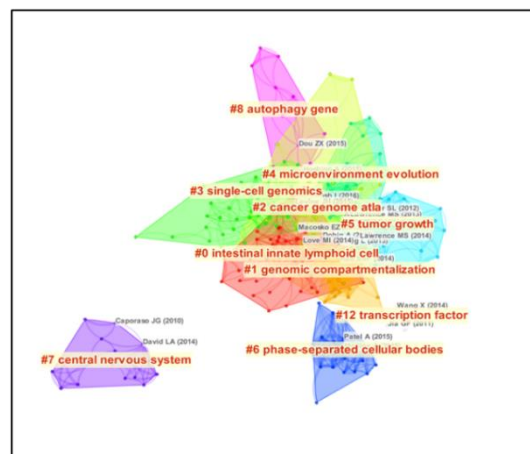 #8 autophagy gene
Dou ZX (2015)
#4 microenvironment evolution
#3 single-cell genomics
(2016)
SL (2012)
#2 cancer genome atla
#5 tumor growth
Macosko EZ
Lawrence MS (2014)
Love MI (2014)
#0 intestinal innate lymphoid cell
#1 genomic compartmentalization
Wang X (2014)
#12 transcription factor
Caporaso JG (2010)
Patel A (2015)
David LA (2014)
#6 phase-separated cellular bodies
#7 central nervous system